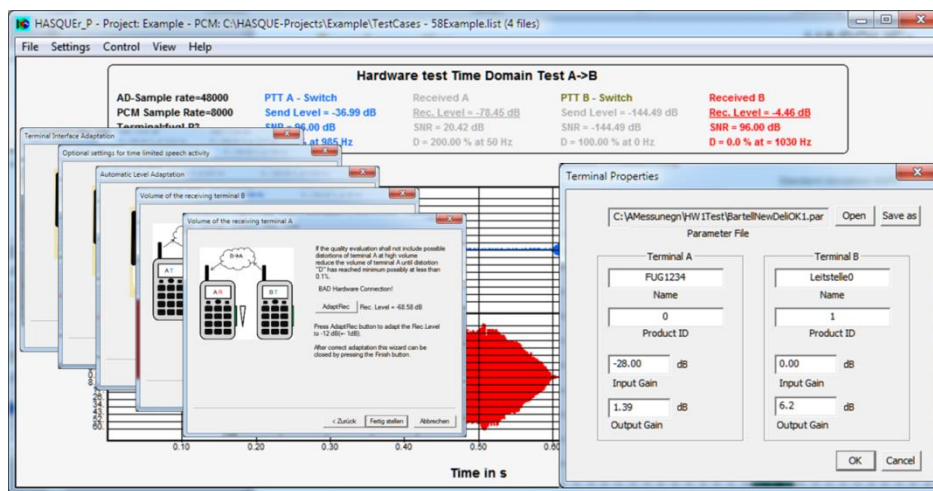 HASQUEr_P - Project: Example - PCM: C:\HASQUE-Projects\Example\TestCases - 58Example.list (4 files)
File Settings Control View Help
Hardware test Time Domain Test A->B
AD-Sample rate=48000 PTT A - Switch Received A PTT B - Switch Received B
PCM Sample Rate=8000 Send Level = -36.99 dB Rec. Level = -78.45 dB Send Level = -144.49 dB Rec. Level = -4.46 dB
SNR = 20.42 dB SNR = -144.49 dB SNR = 96.00 dB
=96.00 dB
% at 985 Hz D = 200.00 % at 50 Hz D = 100.00 % at 0 Hz D = 0.0 % at = 1030 Hz
Terminal Interface Adaptation
Optional settings for time limited speech activity
Automatic Level Adaptation
Volume of the receiving terminal B
Volume of the receiving terminal A
A R
B T
A T
If the quality evaluation shall not include possible
distortions of terminal A at high volume
reduce the volume of terminal A until distortion
"D" has reached minimum possibly at less than
0.1%.
BAD Hardware Connection!
AdaptRec Rec. Level = -68.58 dB
Press AdaptRec button to adapt the Rec.Level
After correct adaptation this wizard can be
closed by pressing the Finish button.
< Zurück Fertig stellen Abbrechen
Terminal Properties
C:\AMessunegn\HW1Test\BartellNewDeliOK1.par Open Save as
Parameter File
Terminal A
FUG1234
Name
0
Product ID
-28.00 dB
Input Gain
1.39 dB
Output Gain
Terminal B
Leitstelle0
Name
1
Product ID
0.00 dB
Input Gain
6.2 dB
Output Gain
OK Cancel
0.10 0.20 0.30 0.40 0.50 0.60
Time in s